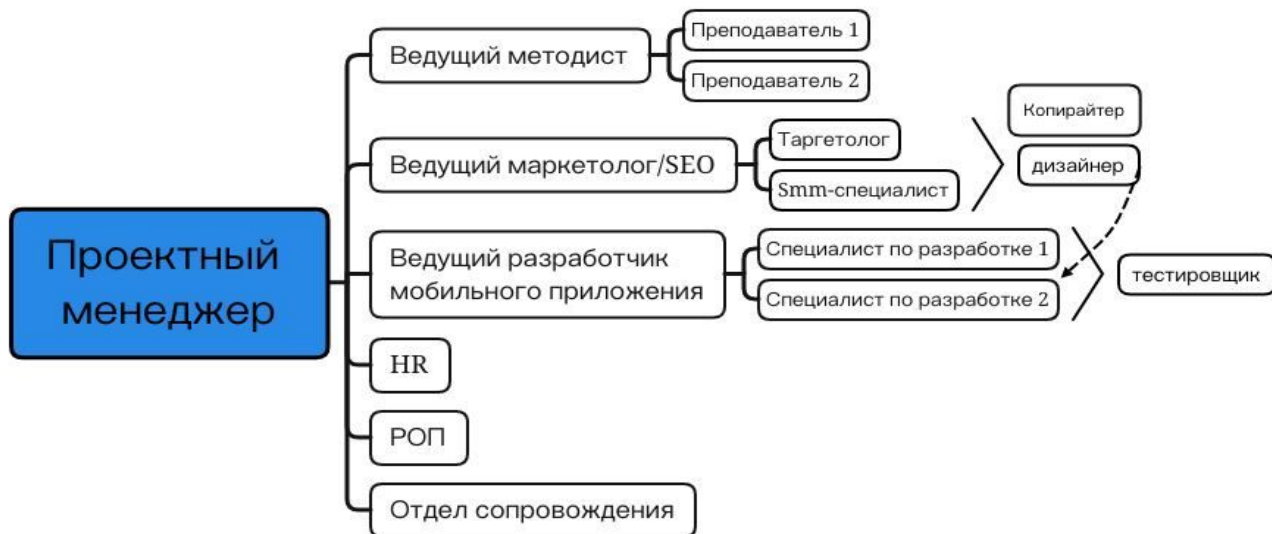 Проектный
менеджер
Ведущий методист
Преподаватель 1
Преподаватель 2
Ведущий маркетолог/SEO
Таргетолог
Smm-специалист
Копирайтер
дизайнер
Ведущий разработчик
мобильного приложения
Специалист по разработке 1
Специалист по разработке 2
тестировщик
HR
РОП
Отдел сопровождения